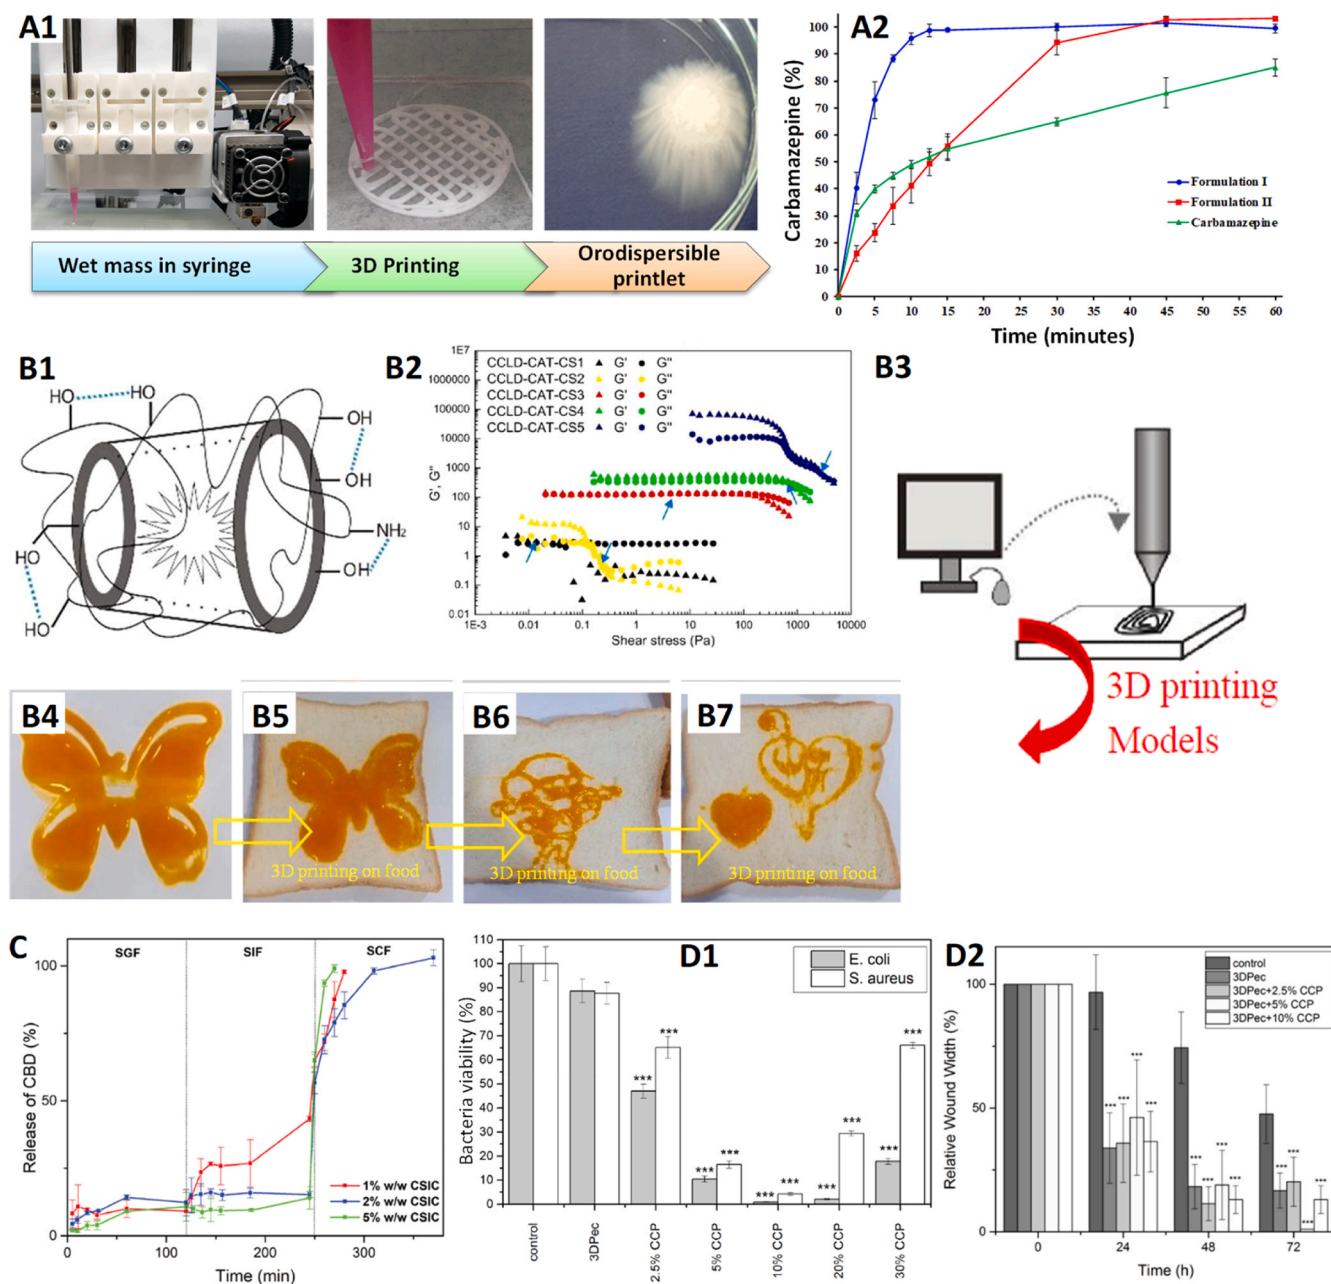 A1
Wet mass in syringe
3D Printing
Orodispersible
printlet
A2
Carbamazepine (%)
100
90
80
70
60
50
40
30
20
10
0
Formulation I
Formulation II
Carbamazepine
0 5 10 15 20 25 30 35 40 45 50 55 60
Time (minutes)
B1
HO
HO
OH
OH
NH2
OH
HO
HO
B2
G', G"
1E7
1000000
100000
10000
1000
100
10
1
0.1
0.01
CCLD-CAT-CS1 G' G"
CCLD-CAT-CS2 G' G"
CCLD-CAT-CS3 G' G"
CCLD-CAT-CS4 G' G"
CCLD-CAT-CS5 G' G"
1E-3 0.01 0.1 1 10 100 1000 10000
Shear stress (Pa)
B3
3D printing
Models
B4
B5
3D printing on food
B6
3D printing on food
B7
3D printing on food
C
SGF SIF SCF
Release of CBD (%)
100
50
0
1% w/w CSIC
2% w/w CSIC
5% w/w CSIC
0 100 200 300
Time (min)
D1
Bacteria viability (%)
110
100
90
80
70
60
50
40
30
20
10
0
E. coli
S. aureus
***
***
***
***
***
***
***
***
***
***
control
3DPec
2.5% CCP
5% CCP
10% CCP
20% CCP
30% CCP
D2
Relative Wound Width (%)
100
50
0
control
3DPec
3DPec+2.5% CCP
3DPec+5% CCP
3DPec+10% CCP
***
***
***
***
***
***
***
***
***
***
***
***
0 24 48 72
Time (h)